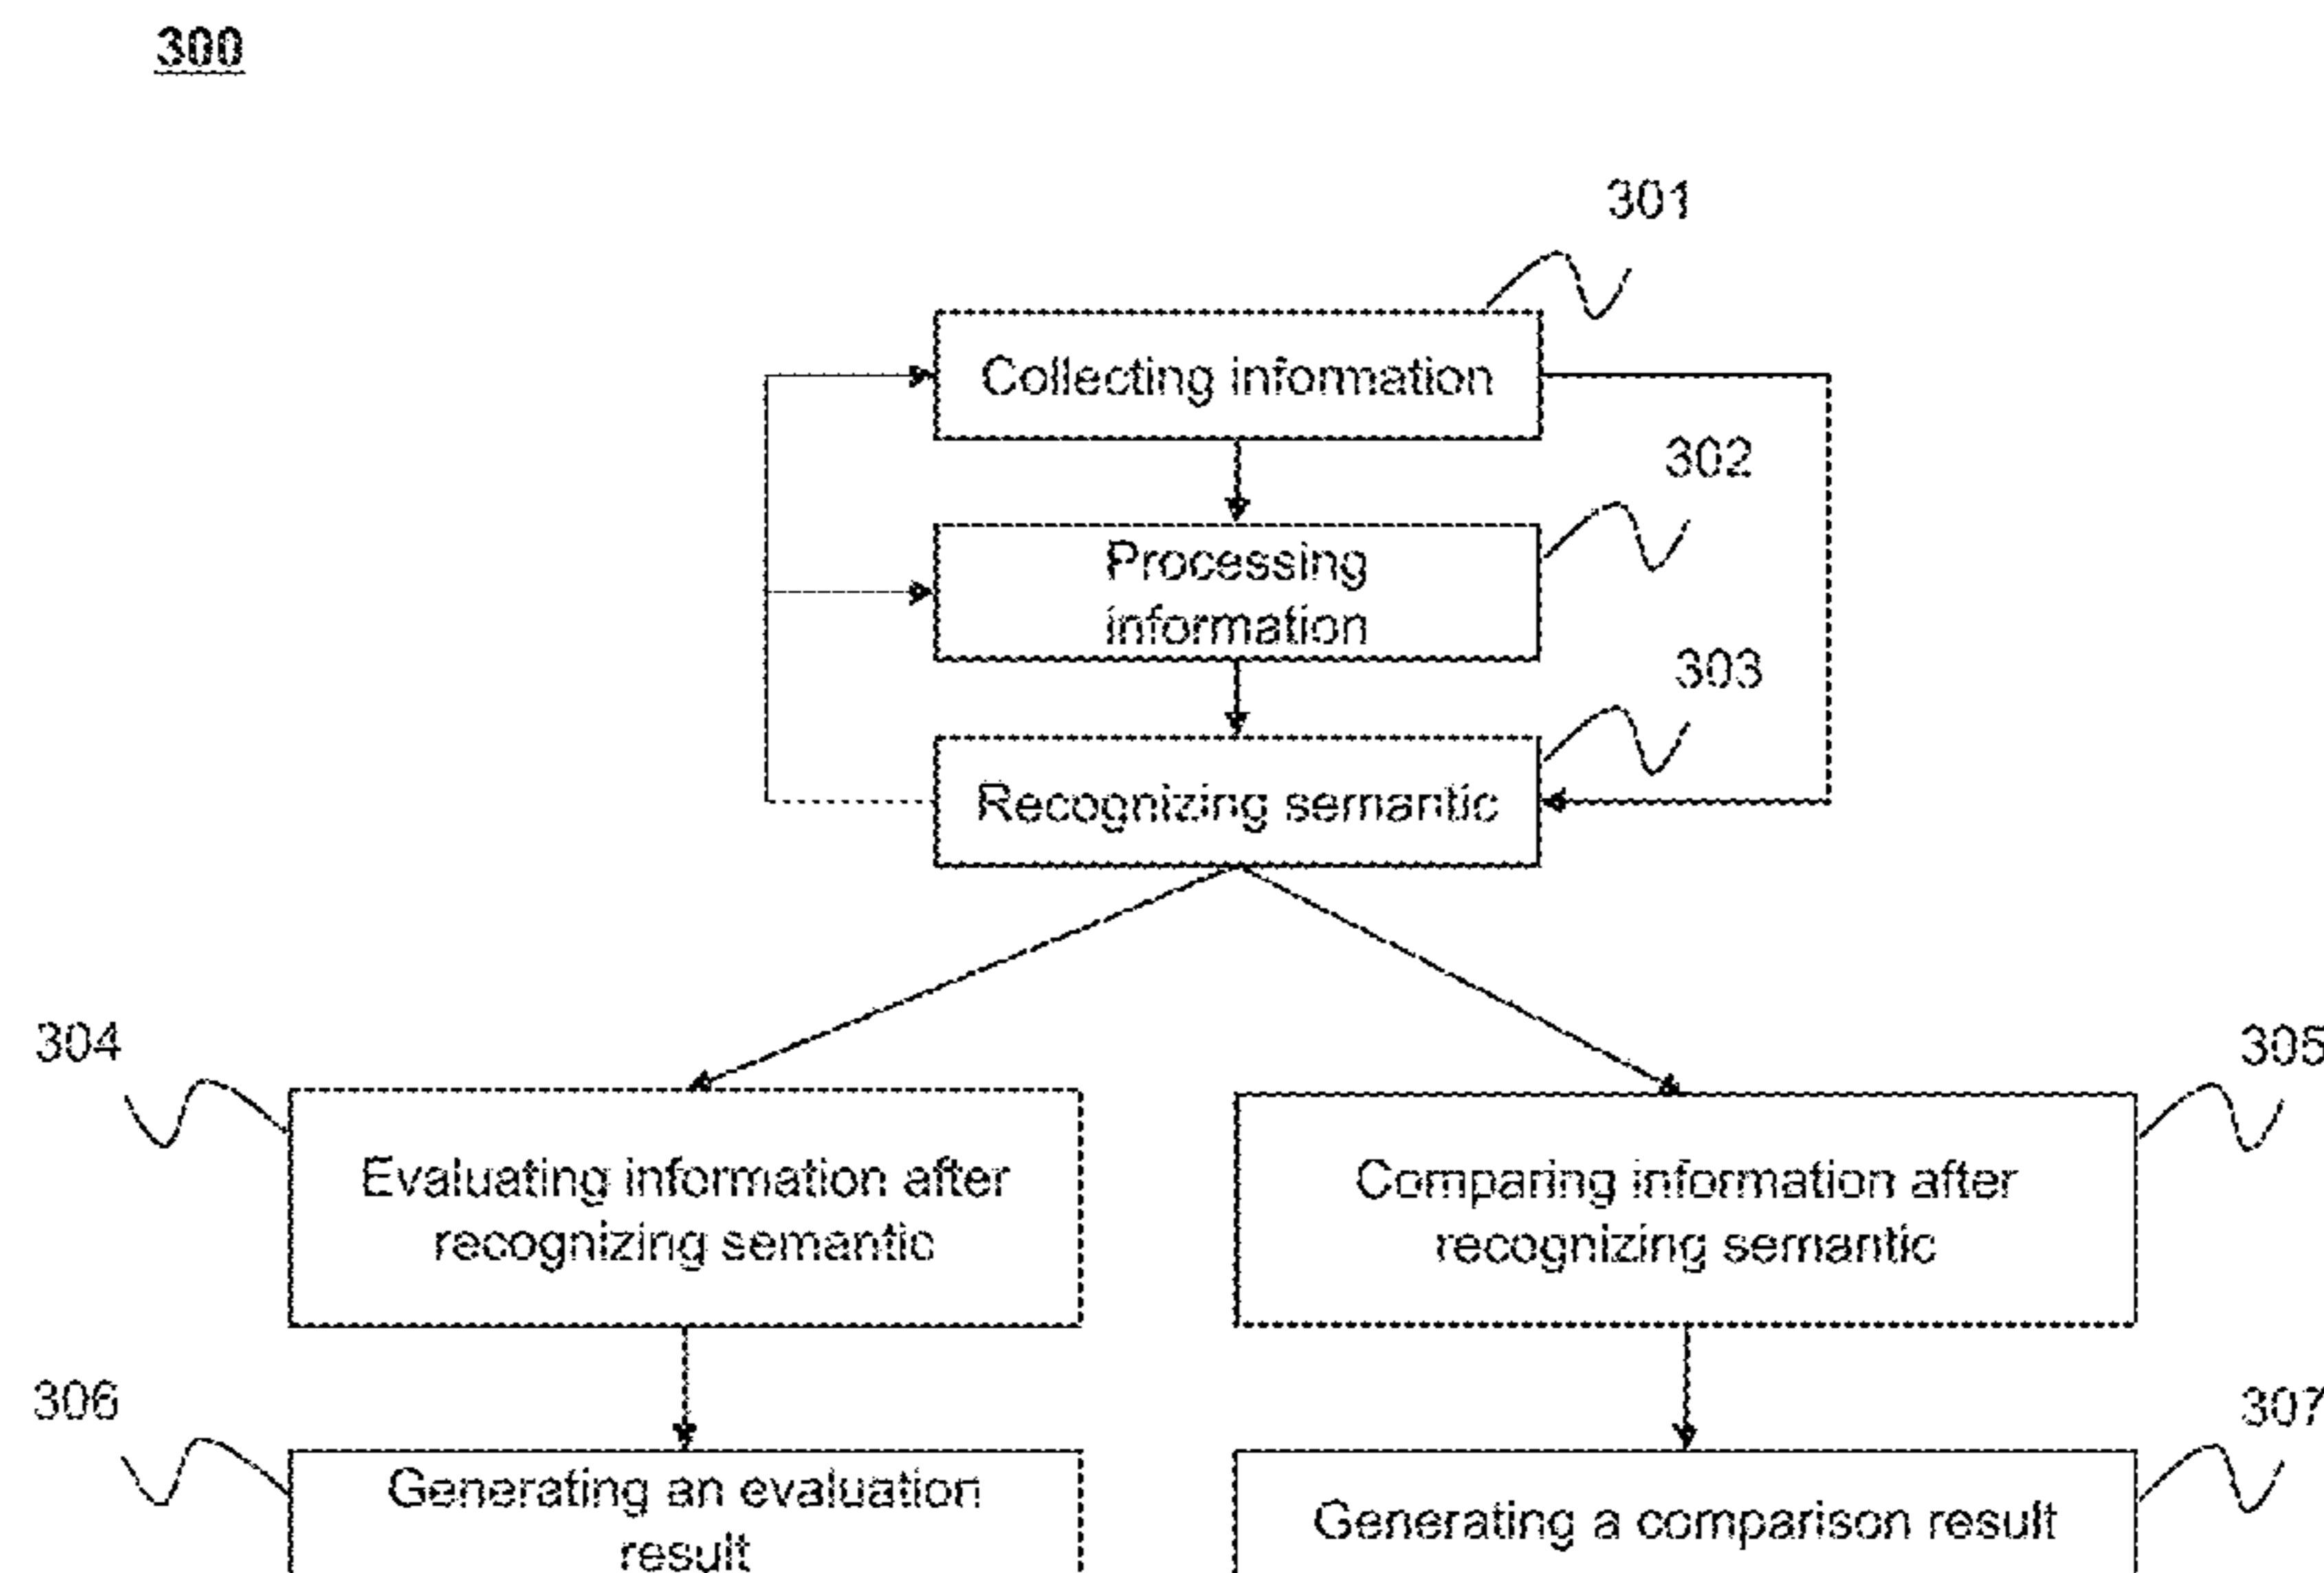 300
301
Collecting information
302
Processing
information
303
Recognizing semantic
304
305
Evaluating information after
recognizing semantic
Comparing information after
recognizing semantic
306
307
Generating an evaluation
result
Generating a comparison result